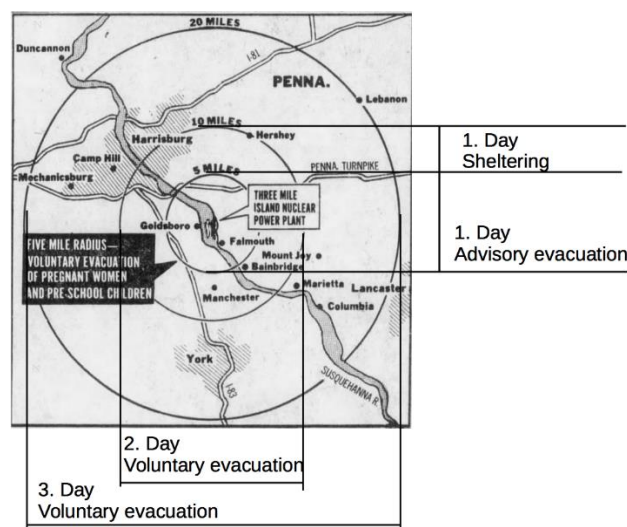 20 MILES
Duncannon
I-81
PENNA.
Lebanon
10 MILES
Harrisburg
Hershey
Camp Hill
Mechanicsburg
5 MILES
PENNA. TURNPIKE
THREE MILE
ISLAND NUCLEAR
POWER PLANT
Goldsboro
Falmouth
FIVE MILE RADIUS—
VOLUNTARY EVACUATION
OF PREGNANT WOMEN
AND PRE-SCHOOL CHILDREN
Mount Joy
Bainbridge
Manchester
Marietta
Lancaster
Columbia
York
I-83
SUSQUEHANNA R.
1. Day
Sheltering
1. Day
Advisory evacuation
2. Day
Voluntary evacuation
3. Day
Voluntary evacuation